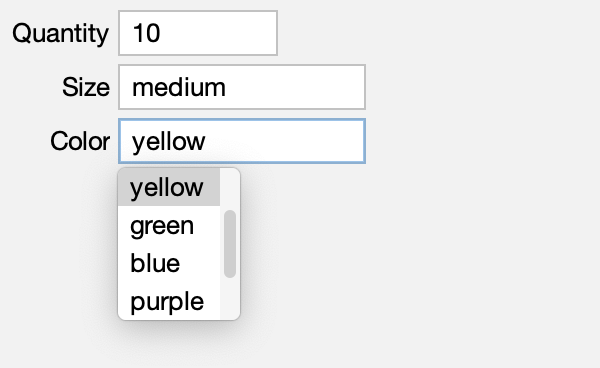 Quantity 10
Size medium
Color yellow
yellow
green
blue
purple